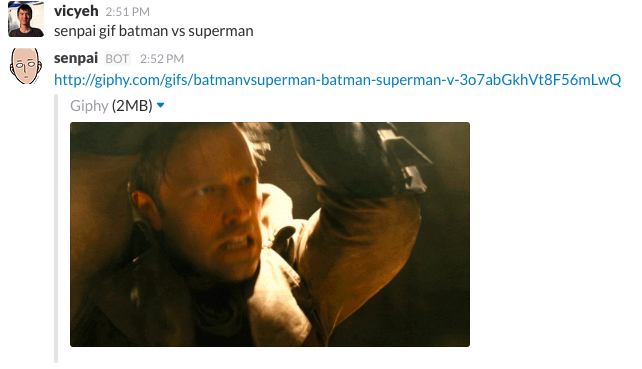 vicyeh 2:51 PM
senpai gif batman vs superman
senpai BOT 2:52 PM
http://giphy.com/gifs/batmanvsuperman-batman-superman-v-3o7abGkhVt8F56mLwQ
Giphy (2MB)